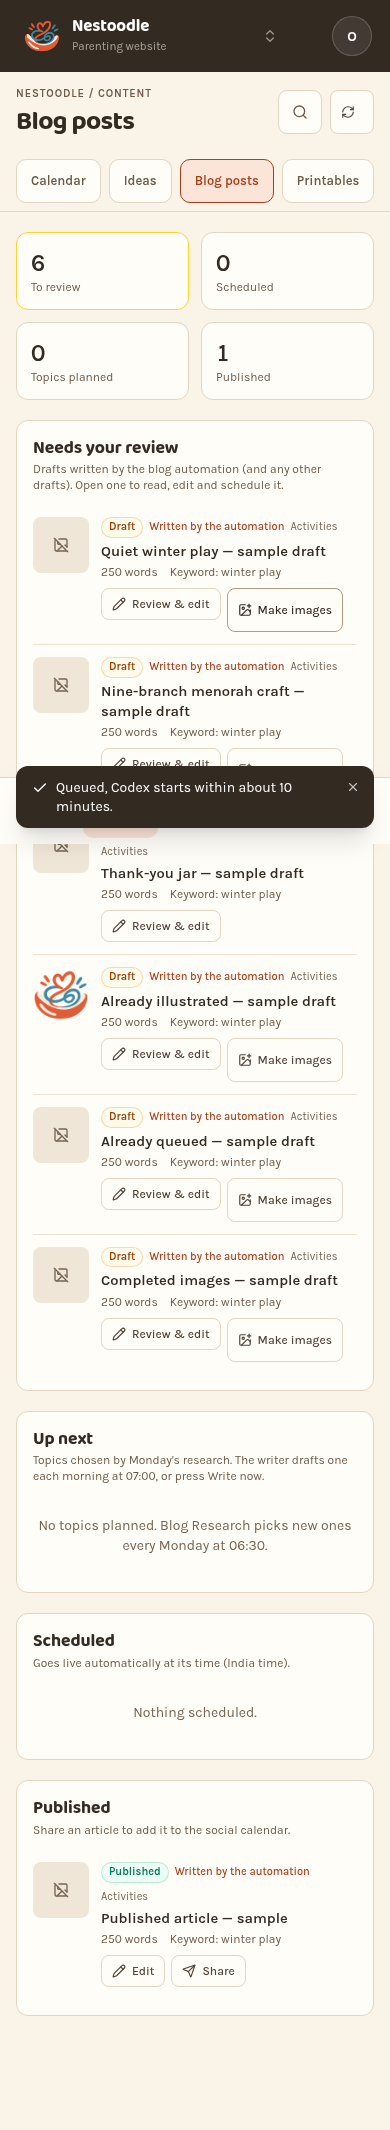 Nestoodle
Parenting website
O
NESTOODLE / CONTENT
Blog posts
Calendar
Ideas
Blog posts
Printables
6
To review
0
Scheduled
0
Topics planned
1
Published
Needs your review
Drafts written by the blog automation (and any other
drafts). Open one to read, edit and schedule it.
Draft Written by the automation Activities
Quiet winter play — sample draft
250 words Keyword: winter play
Review & edit
Make images
Draft Written by the automation Activities
Nine-branch menorah craft —
sample draft
250 words Keyword: winter play
Review & edit
Queued, Codex starts within about 10
minutes.
Activities
Thank-you jar — sample draft
250 words Keyword: winter play
Review & edit
Draft Written by the automation Activities
Already illustrated — sample draft
250 words Keyword: winter play
Review & edit
Make images
Draft Written by the automation Activities
Already queued — sample draft
250 words Keyword: winter play
Review & edit
Make images
Draft Written by the automation Activities
Completed images — sample draft
250 words Keyword: winter play
Review & edit
Make images
Up next
Topics chosen by Monday's research. The writer drafts one
each morning at 07:00, or press Write now.
No topics planned. Blog Research picks new ones
every Monday at 06:30.
Scheduled
Goes live automatically at its time (India time).
Nothing scheduled.
Published
Share an article to add it to the social calendar.
Published Written by the automation
Activities
Published article — sample
250 words Keyword: winter play
Edit
Share